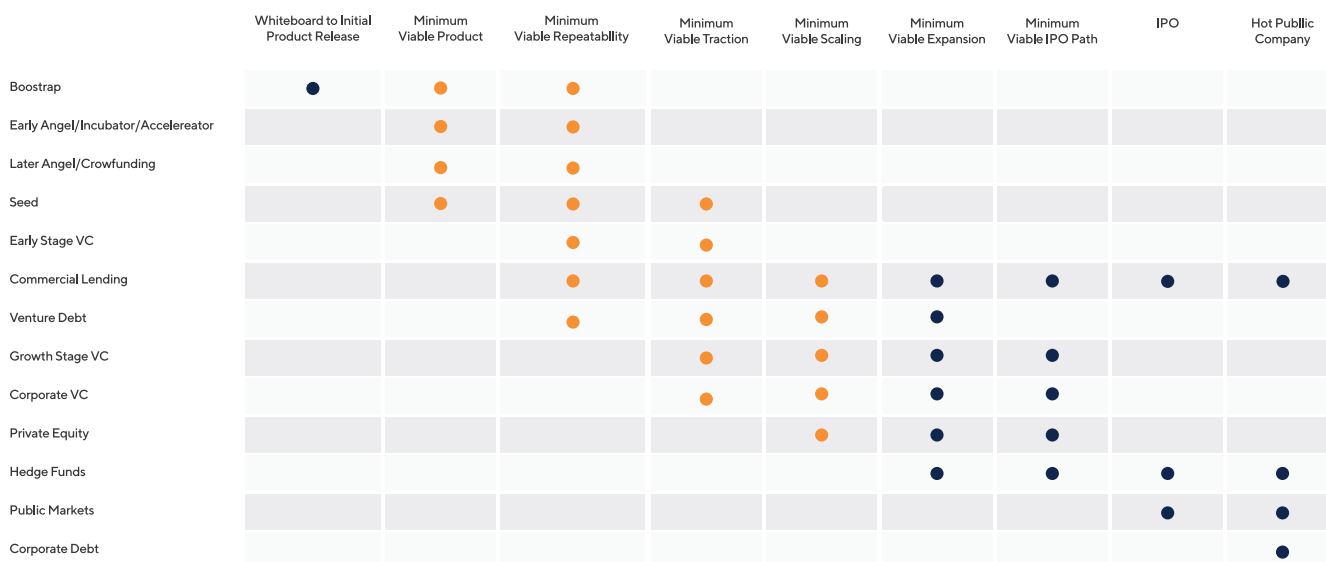 Whiteboard to Initial
Product Release
Minimum
Viable Product
Minimum
Viable Repeatability
Minimum
Viable Traction
Minimum
Viable Scaling
Minimum
Viable Expansion
Minimum
Viable IPO Path
IPO
Hot Publlic
Company
Boostrap
Early Angel/Incubator/Accelereator
Later Angel/Crowfunding
Seed
Early Stage VC
Commercial Lending
Venture Debt
Growth Stage VC
Corporate VC
Private Equity
Hedge Funds
Public Markets
Corporate Debt